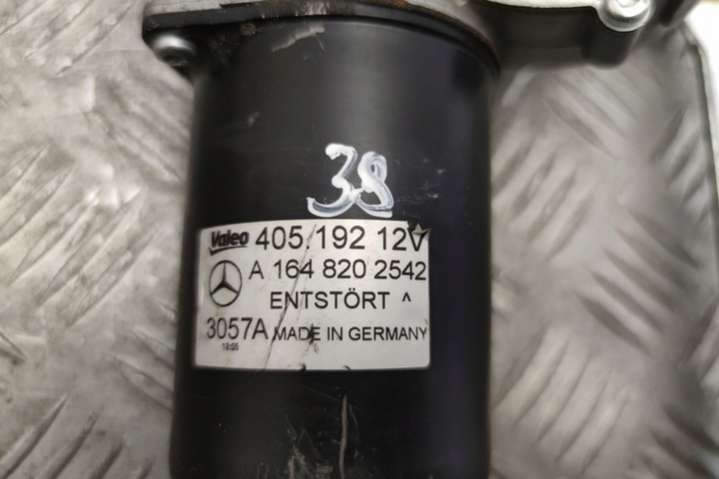 38
Valeo 405.192 12V
A 164 820 2542
ENTSTÖRT ^
3057A MADE IN GERMANY